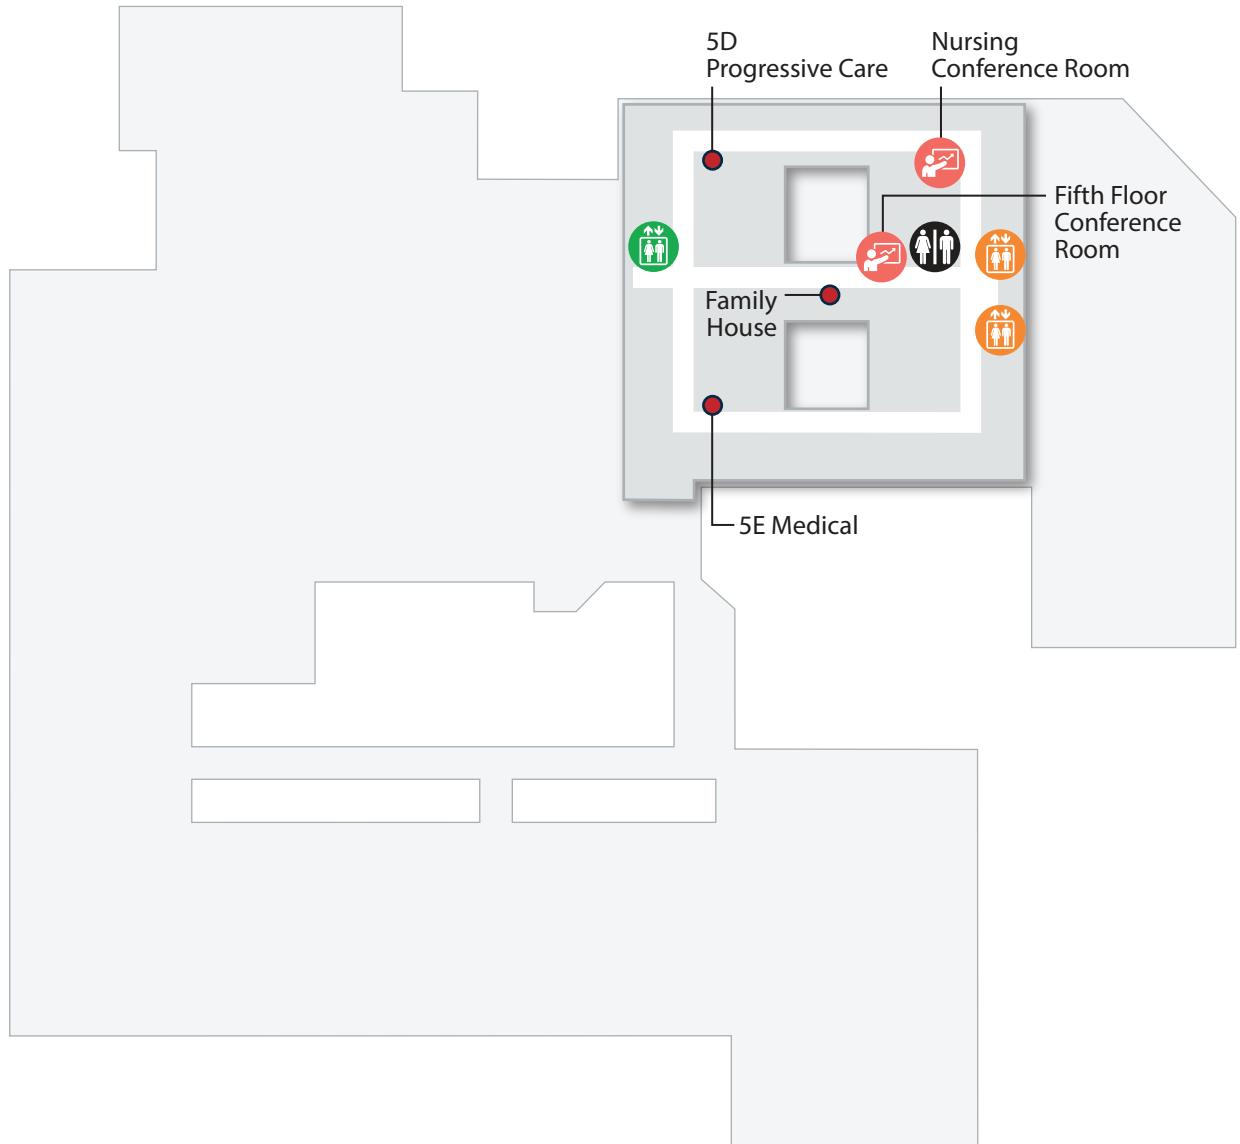 5D
Progressive Care
Nursing
Conference Room
Fifth Floor
Conference
Room
Family
House
5E Medical